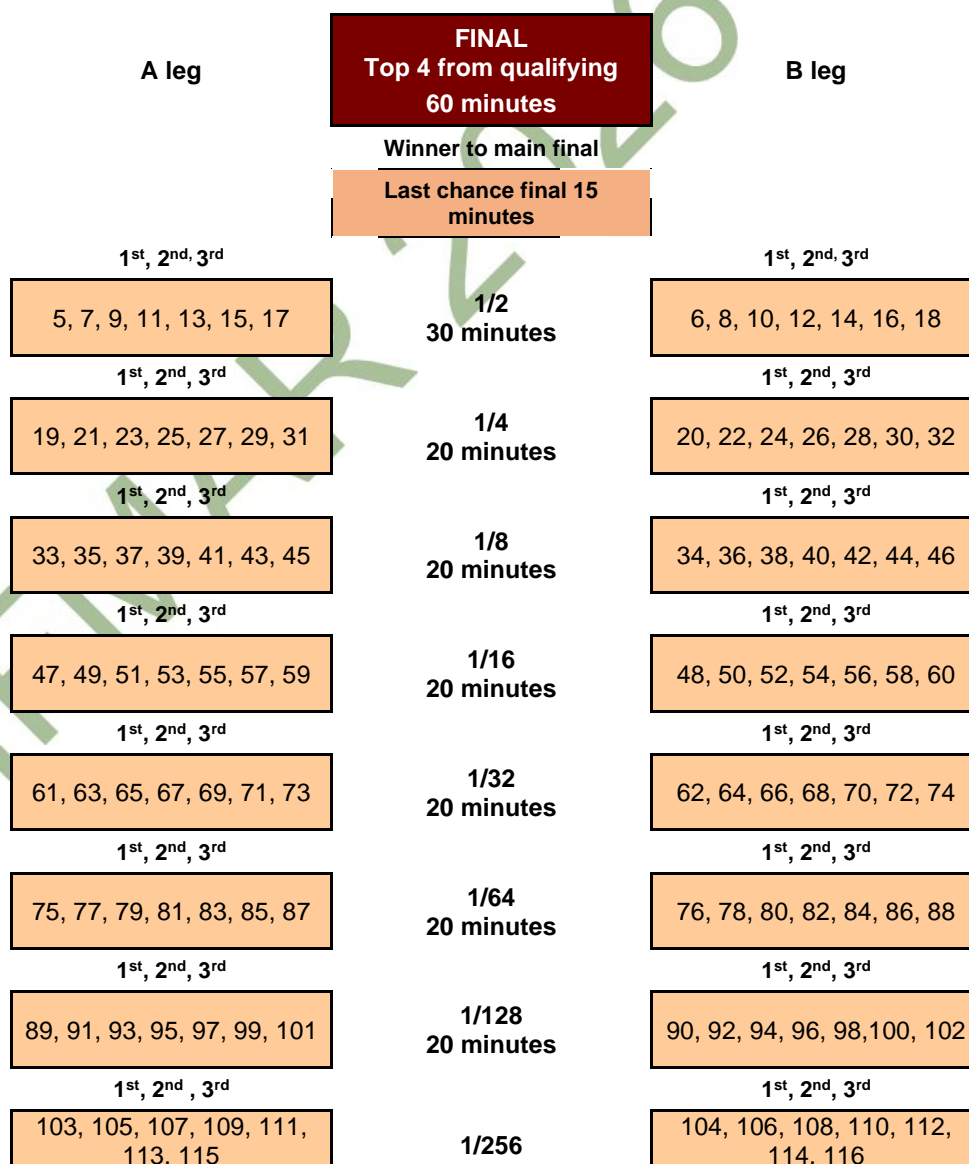 A leg
FINAL
Top 4 from qualifying
60 minutes
B leg
Winner to main final
Last chance final 15
minutes
1st, 2nd, 3rd
1st, 2nd, 3rd
5, 7, 9, 11, 13, 15, 17
1/2
30 minutes
6, 8, 10, 12, 14, 16, 18
1st, 2nd, 3rd
1st, 2nd, 3rd
19, 21, 23, 25, 27, 29, 31
1/4
20 minutes
20, 22, 24, 26, 28, 30, 32
1st, 2nd, 3rd
1st, 2nd, 3rd
33, 35, 37, 39, 41, 43, 45
1/8
20 minutes
34, 36, 38, 40, 42, 44, 46
1st, 2nd, 3rd
1st, 2nd, 3rd
47, 49, 51, 53, 55, 57, 59
1/16
20 minutes
48, 50, 52, 54, 56, 58, 60
1st, 2nd, 3rd
1st, 2nd, 3rd
61, 63, 65, 67, 69, 71, 73
1/32
20 minutes
62, 64, 66, 68, 70, 72, 74
1st, 2nd, 3rd
1st, 2nd, 3rd
75, 77, 79, 81, 83, 85, 87
1/64
20 minutes
76, 78, 80, 82, 84, 86, 88
1st, 2nd, 3rd
1st, 2nd, 3rd
89, 91, 93, 95, 97, 99, 101
1/128
20 minutes
90, 92, 94, 96, 98,100, 102
1st, 2nd , 3rd
1st, 2nd, 3rd
103, 105, 107, 109, 111,
113, 115
1/256
104, 106, 108, 110, 112,
114, 116